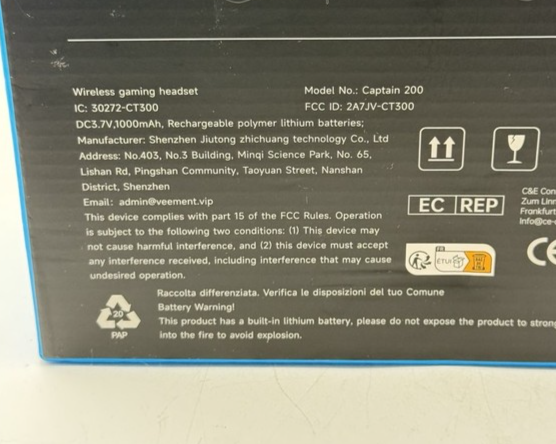 Wireless gaming headset
Model No.: Captain 200
IC: 30272-CT300
FCC ID: 2A7JV-CT300
DC3.7V,1000mAh, Rechargeable polymer lithium batteries;
Manufacturer: Shenzhen Jiutong zhichuang technology Co., Ltd
Address: No.403, No.3 Building, Minqi Science Park, No. 65,
Lishan Rd, Pingshan Community, Taoyuan Street, Nanshan
District, Shenzhen
Email: admin@veement.vip
This device complies with part 15 of the FCC Rules. Operation
is subject to the following two conditions: (1) This device may
not cause harmful interference, and (2) this device must accept
any interference received, including interference that may cause
undesired operation.
EC REP
C&E Con
Zum Linn
Frankfurt
Info@ce-
FR
ÉTUI
CE
20
PAP
Raccolta differenziata. Verifica le disposizioni del tuo Comune
Battery Warning!
This product has a built-in lithium battery, please do not expose the product to stron
into the fire to avoid explosion.